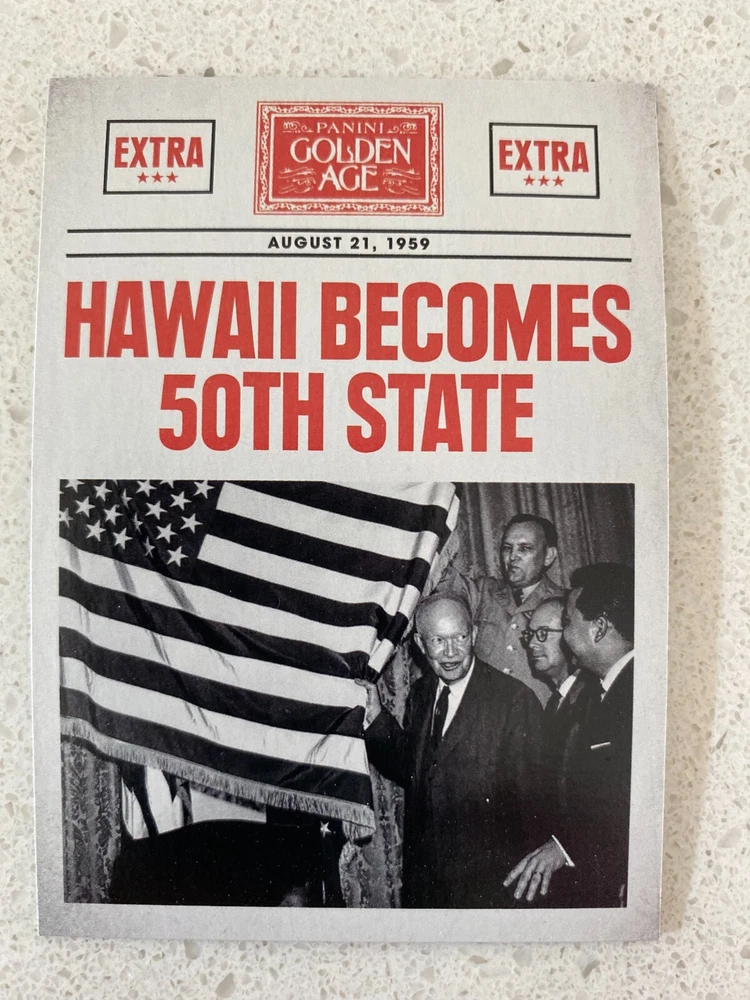 EXTRA
PANINI
GOLDEN
AGE
EXTRA
AUGUST 21, 1959
HAWAII BECOMES
50TH STATE